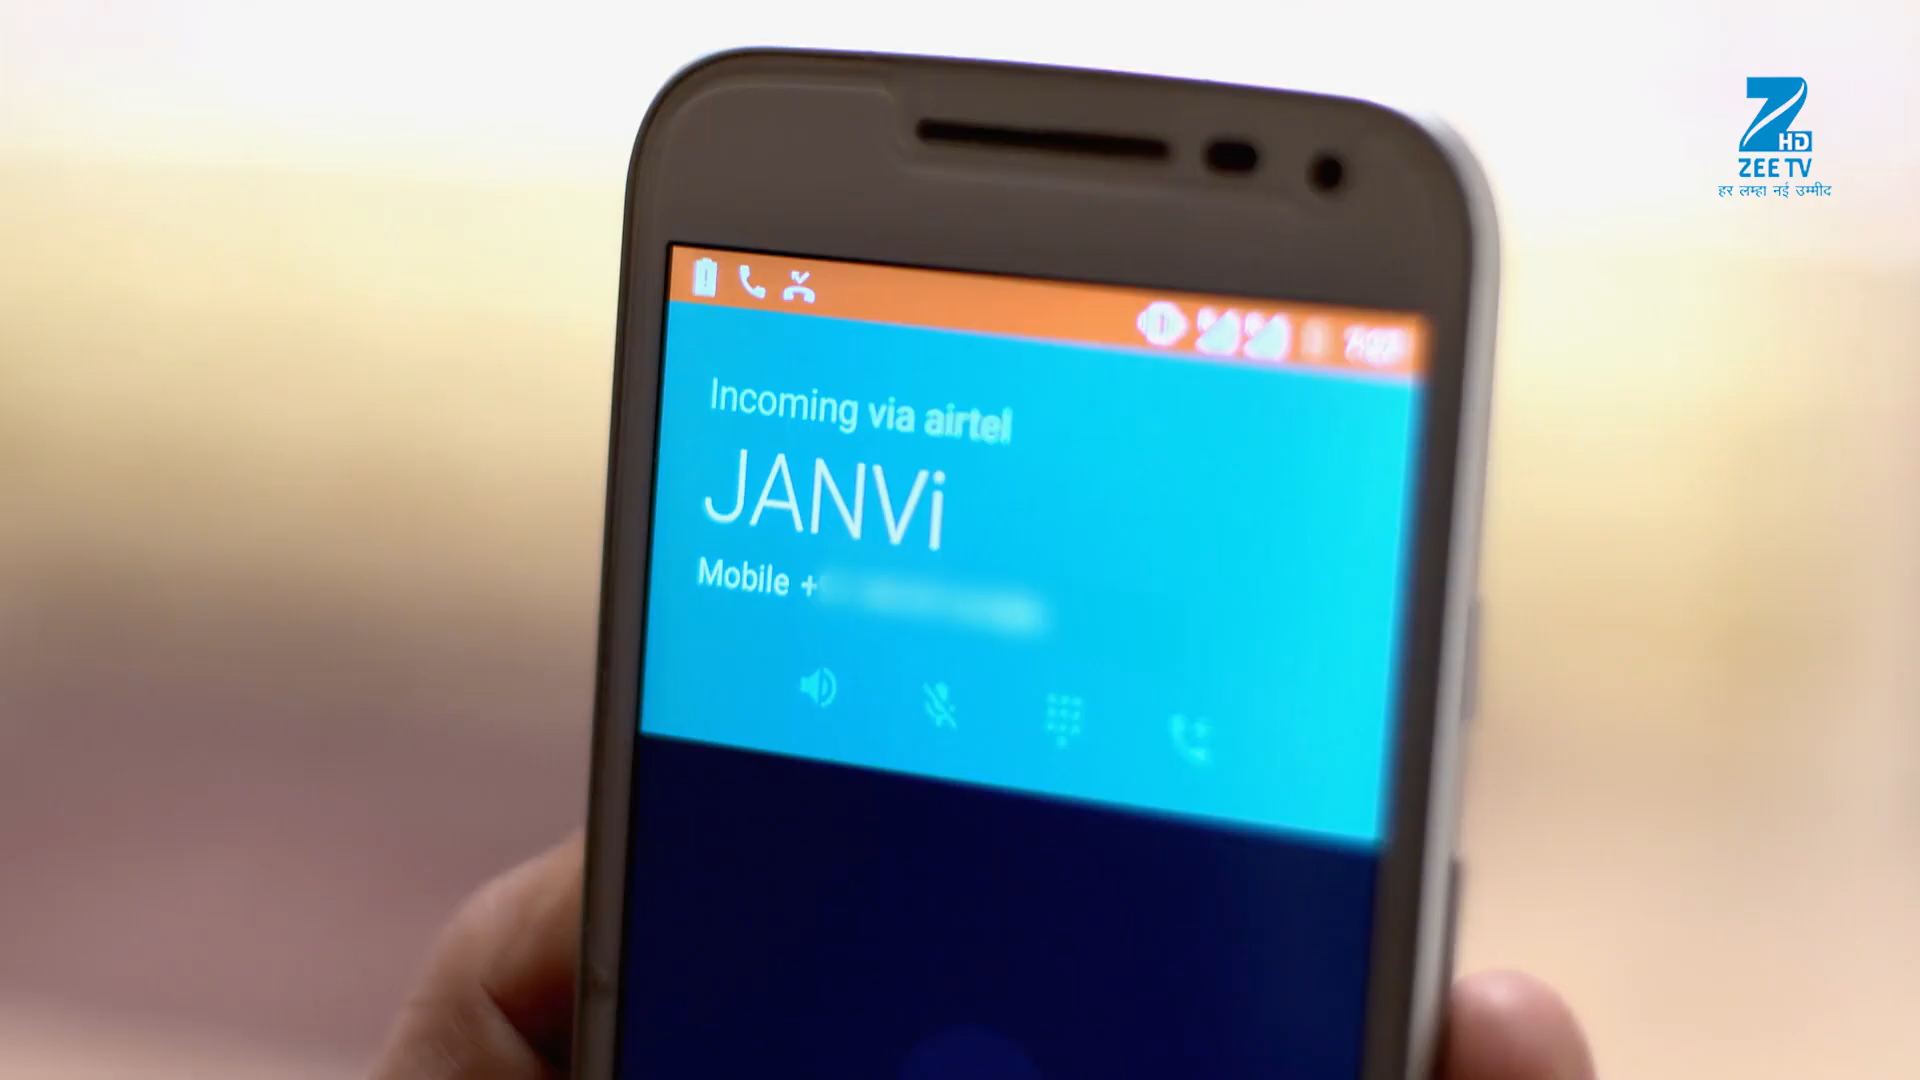 Incoming via airtel
JANVi
Mobile +
HD
ZEE TV
हर लम्हा नई उम्मीद